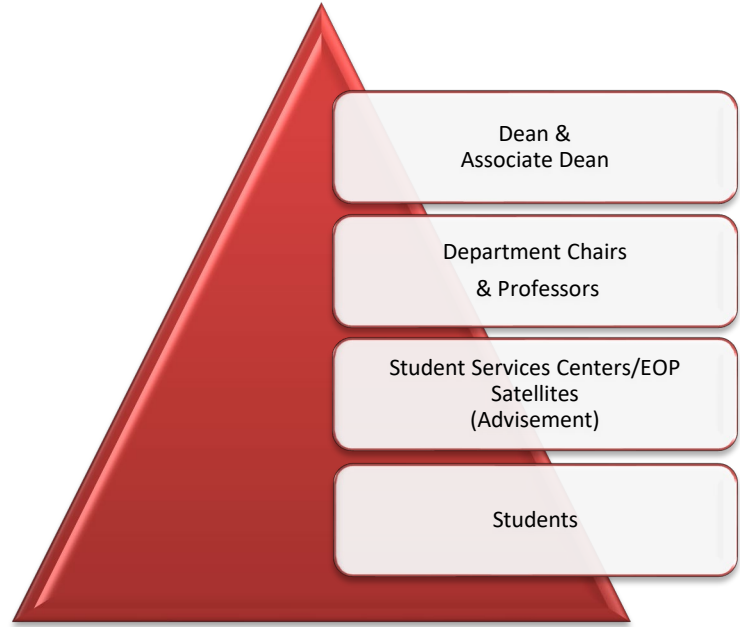 Dean &
Associate Dean
Department Chairs
& Professors
Student Services Centers/EOP
Satellites
(Advisement)
Students